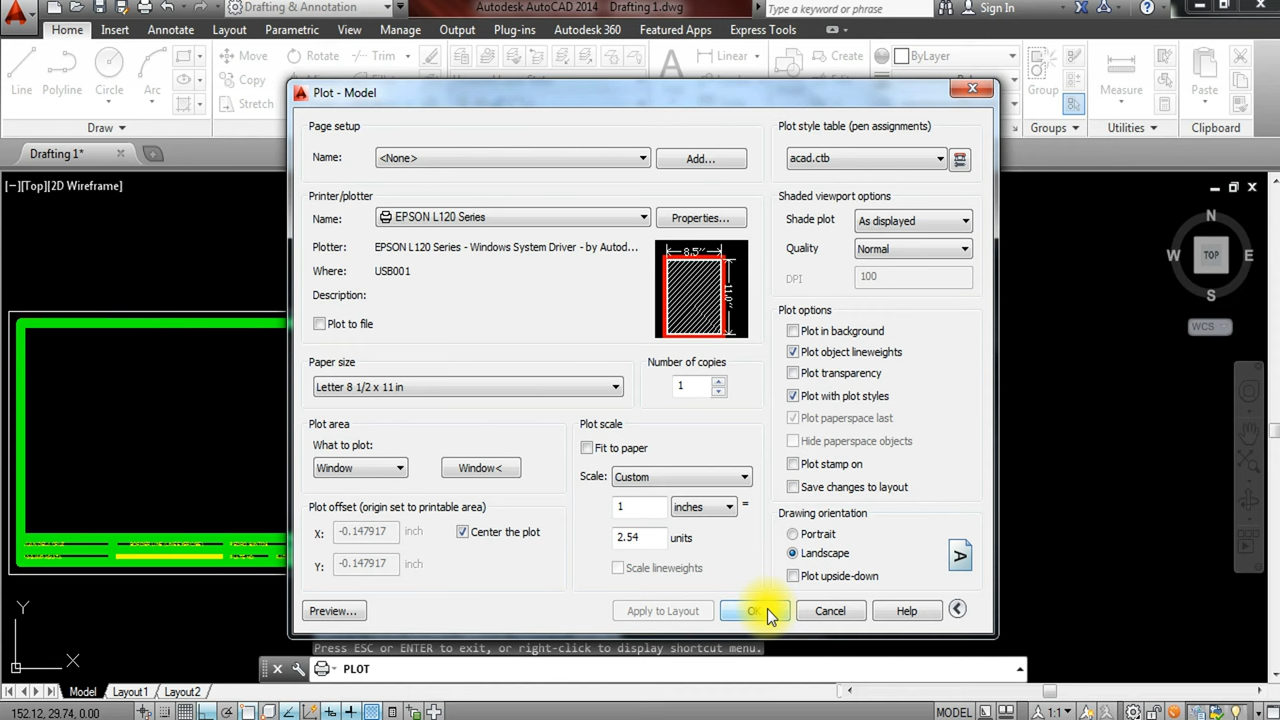 Drafting & Annotation
Autodesk AutoCAD 2014 Drafting 1.dwg
Type a keyword or phrase
Sign In
Home Insert Annotate Layout Parametric View Manage Output Plug-ins Autodesk 360 Featured Apps Express Tools
Line Polyline Circle Arc
Move Rotate Trim
Copy
Stretch
Linear
Create
ByLayer
Group
Measure
Paste
Draw
Groups Utilities Clipboard
Drafting 1*
[−][Top][2D Wireframe]
Plot - Model
Page setup
Name: <None> Add...
Printer/plotter
Name: EPSON L120 Series Properties...
Plotter: EPSON L120 Series - Windows System Driver - by Autod...
Where: USB001
Description:
Plot to file
8.5″
11.0″
Paper size
Letter 8 1/2 x 11 in
Number of copies
1
Plot area
What to plot:
Window Window<
Plot offset (origin set to printable area)
X: -0.147917 inch Center the plot
Y: -0.147917 inch
Plot scale
Fit to paper
Scale: Custom
1 inches =
2.54 units
Scale lineweights
Plot style table (pen assignments)
acad.ctb
Shaded viewport options
Shade plot As displayed
Quality Normal
DPI 100
Plot options
Plot in background
Plot object lineweights
Plot transparency
Plot with plot styles
Plot paperspace last
Hide paperspace objects
Plot stamp on
Save changes to layout
Drawing orientation
Portrait
Landscape
Plot upside-down
A
Preview... Apply to Layout OK Cancel Help
N
W TOP E
S
WCS
Y
X
Press ESC or ENTER to exit, or right-click to display shortcut menu.
PLOT
Model Layout1 Layout2
152.12, 29.74, 0.00
MODEL
1:1